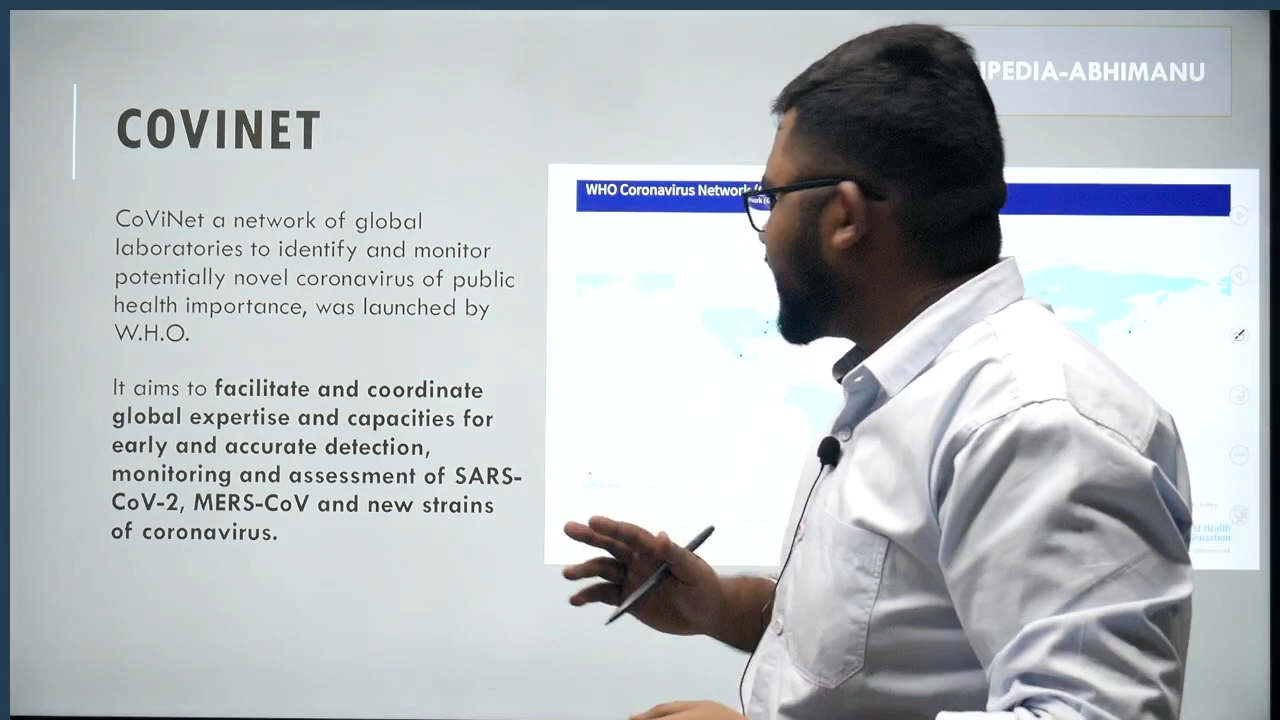 IPEDIA-ABHIMANU
COVINET
CoViNet a network of global
laboratories to identify and monitor
potentially novel coronavirus of public
health importance, was launched by
W.H.O.
It aims to facilitate and coordinate
global expertise and capacities for
early and accurate detection,
monitoring and assessment of SARS-
CoV-2, MERS-CoV and new strains
of coronavirus.
WHO Coronavirus Network